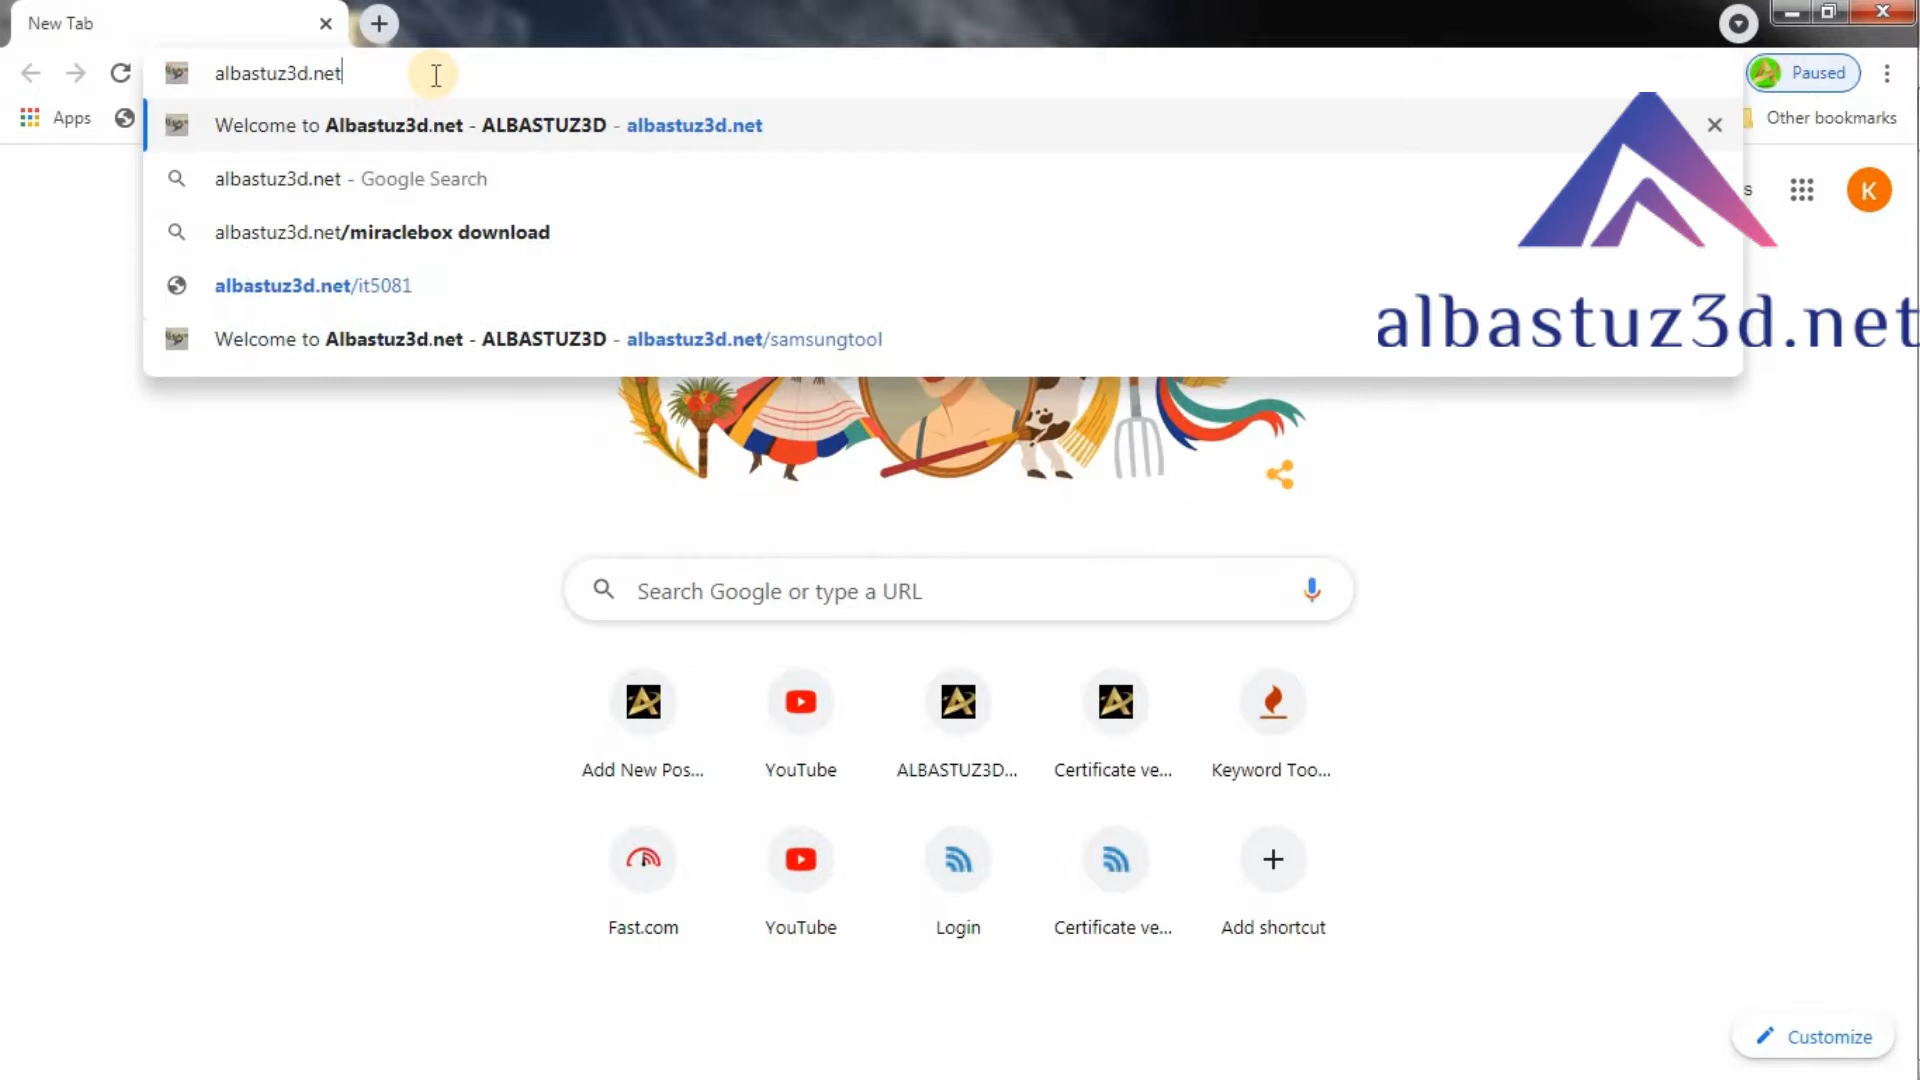 New Tab
albastuz3d.net
Paused
Apps
Welcome to Albastuz3d.net - ALBASTUZ3D - albastuz3d.net
Other bookmarks
albastuz3d.net - Google Search
s
K
albastuz3d.net/miraclebox download
albastuz3d.net/it5081
albastuz3d.net
Welcome to Albastuz3d.net - ALBASTUZ3D - albastuz3d.net/samsungtool
Search Google or type a URL
Add New Pos...
YouTube
ALBASTUZ3D...
Certificate ve...
Keyword Too...
Fast.com
YouTube
Login
Certificate ve...
Add shortcut
Customize